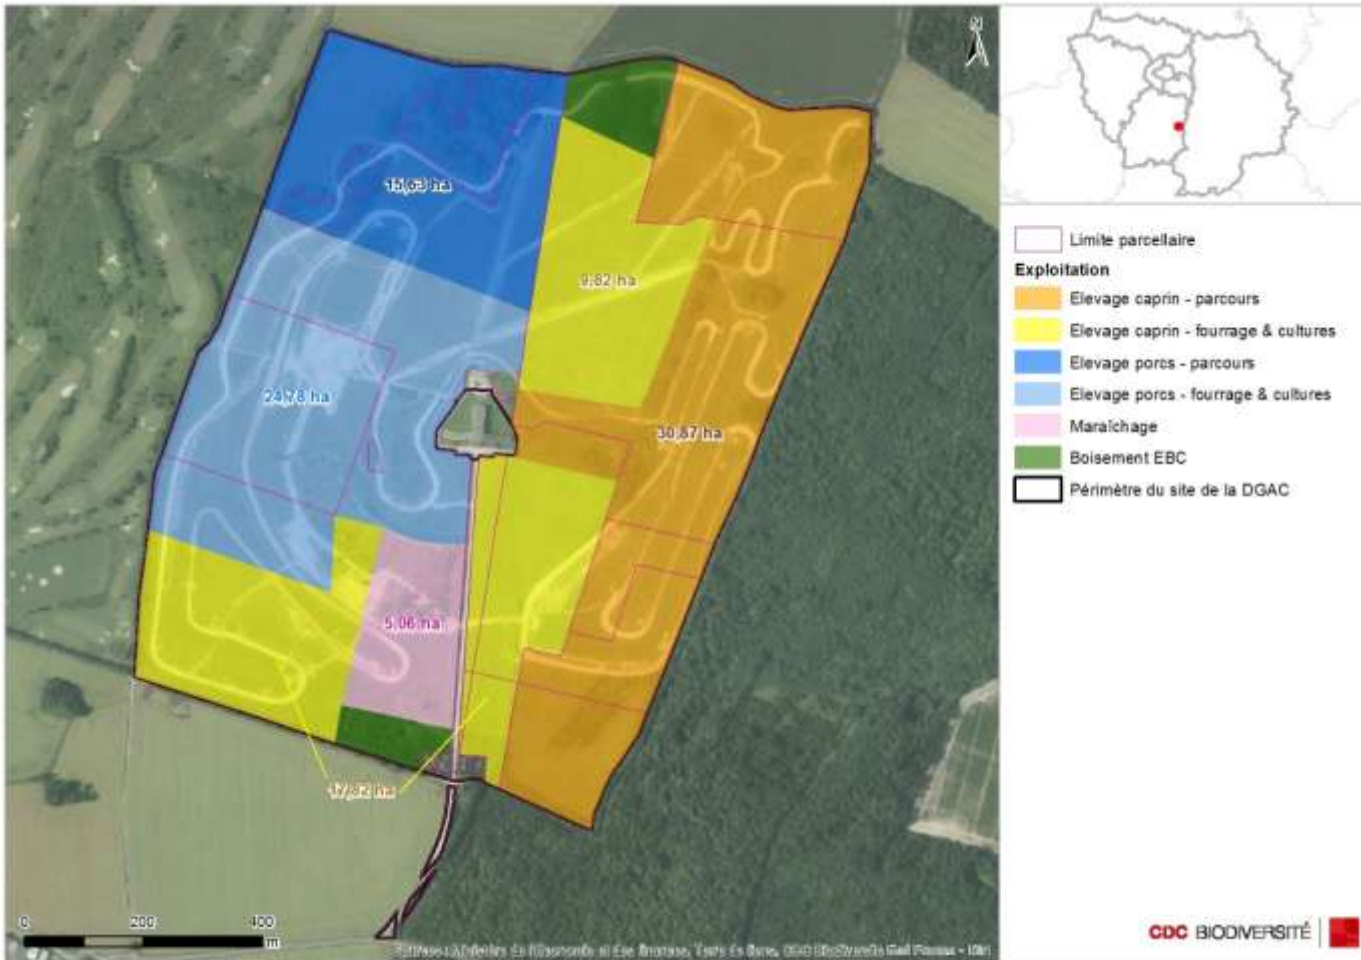 N
15,63 ha
9,82 ha
24,78 ha
30,87 ha
5,06 ha
17,82 ha
0 200 400
m
Limite parcellaire
Exploitation
Elevage caprin - parcours
Elevage caprin - fourrage & cultures
Elevage porcs - parcours
Elevage porcs - fourrage & cultures
Maraîchage
Boisement EBC
Périmètre du site de la DGAC
CDC BIODIVERSITÉ